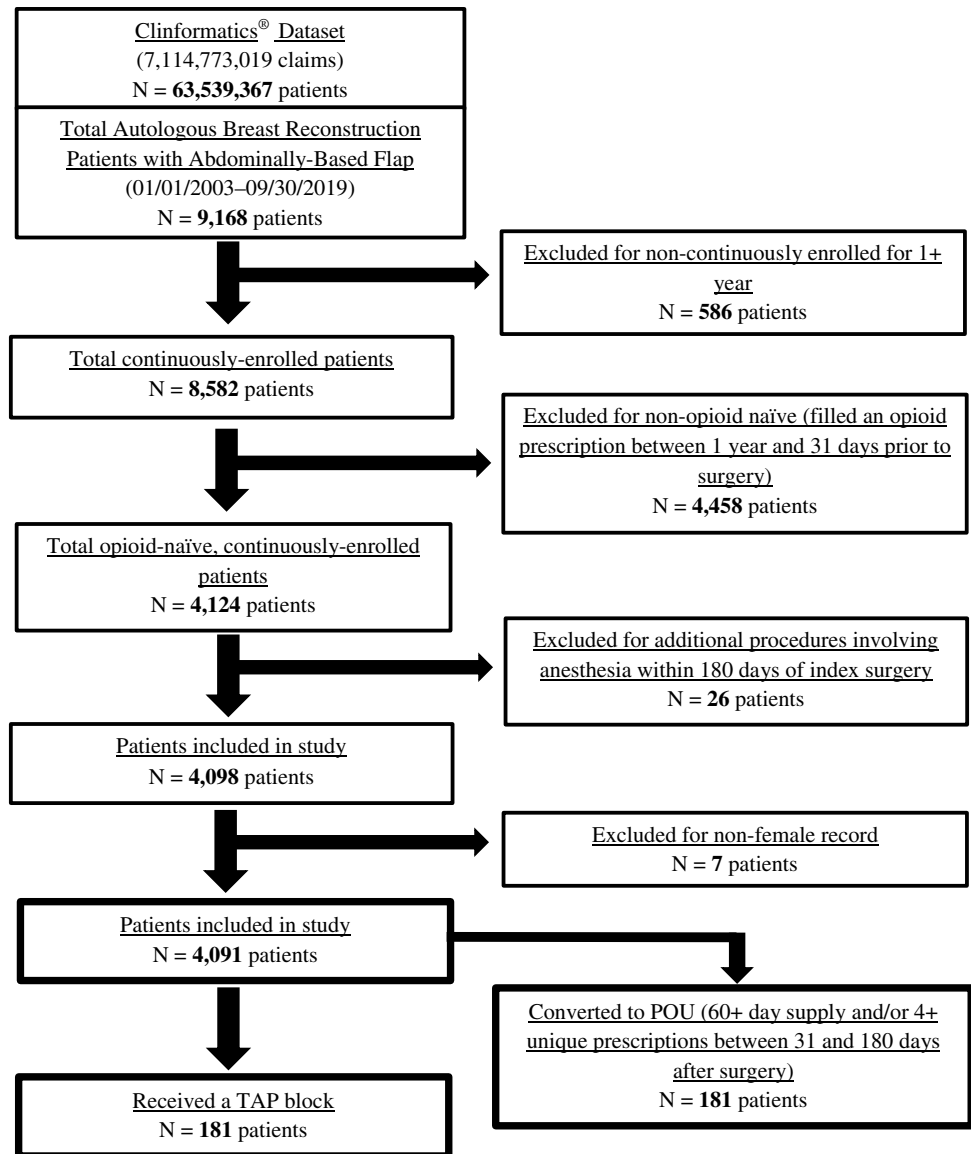 Clinformatics® Dataset
(7,114,773,019 claims)
N = 63,539,367 patients
Total Autologous Breast Reconstruction
Patients with Abdominally-Based Flap
(01/01/2003–09/30/2019)
N = 9,168 patients
Excluded for non-continuously enrolled for 1+
year
N = 586 patients
Total continuously-enrolled patients
N = 8,582 patients
Excluded for non-opioid naïve (filled an opioid
prescription between 1 year and 31 days prior to
surgery)
N = 4,458 patients
Total opioid-naïve, continuously-enrolled
patients
N = 4,124 patients
Excluded for additional procedures involving
anesthesia within 180 days of index surgery
N = 26 patients
Patients included in study
N = 4,098 patients
Excluded for non-female record
N = 7 patients
Patients included in study
N = 4,091 patients
Converted to POU (60+ day supply and/or 4+
unique prescriptions between 31 and 180 days
after surgery)
N = 181 patients
Received a TAP block
N = 181 patients